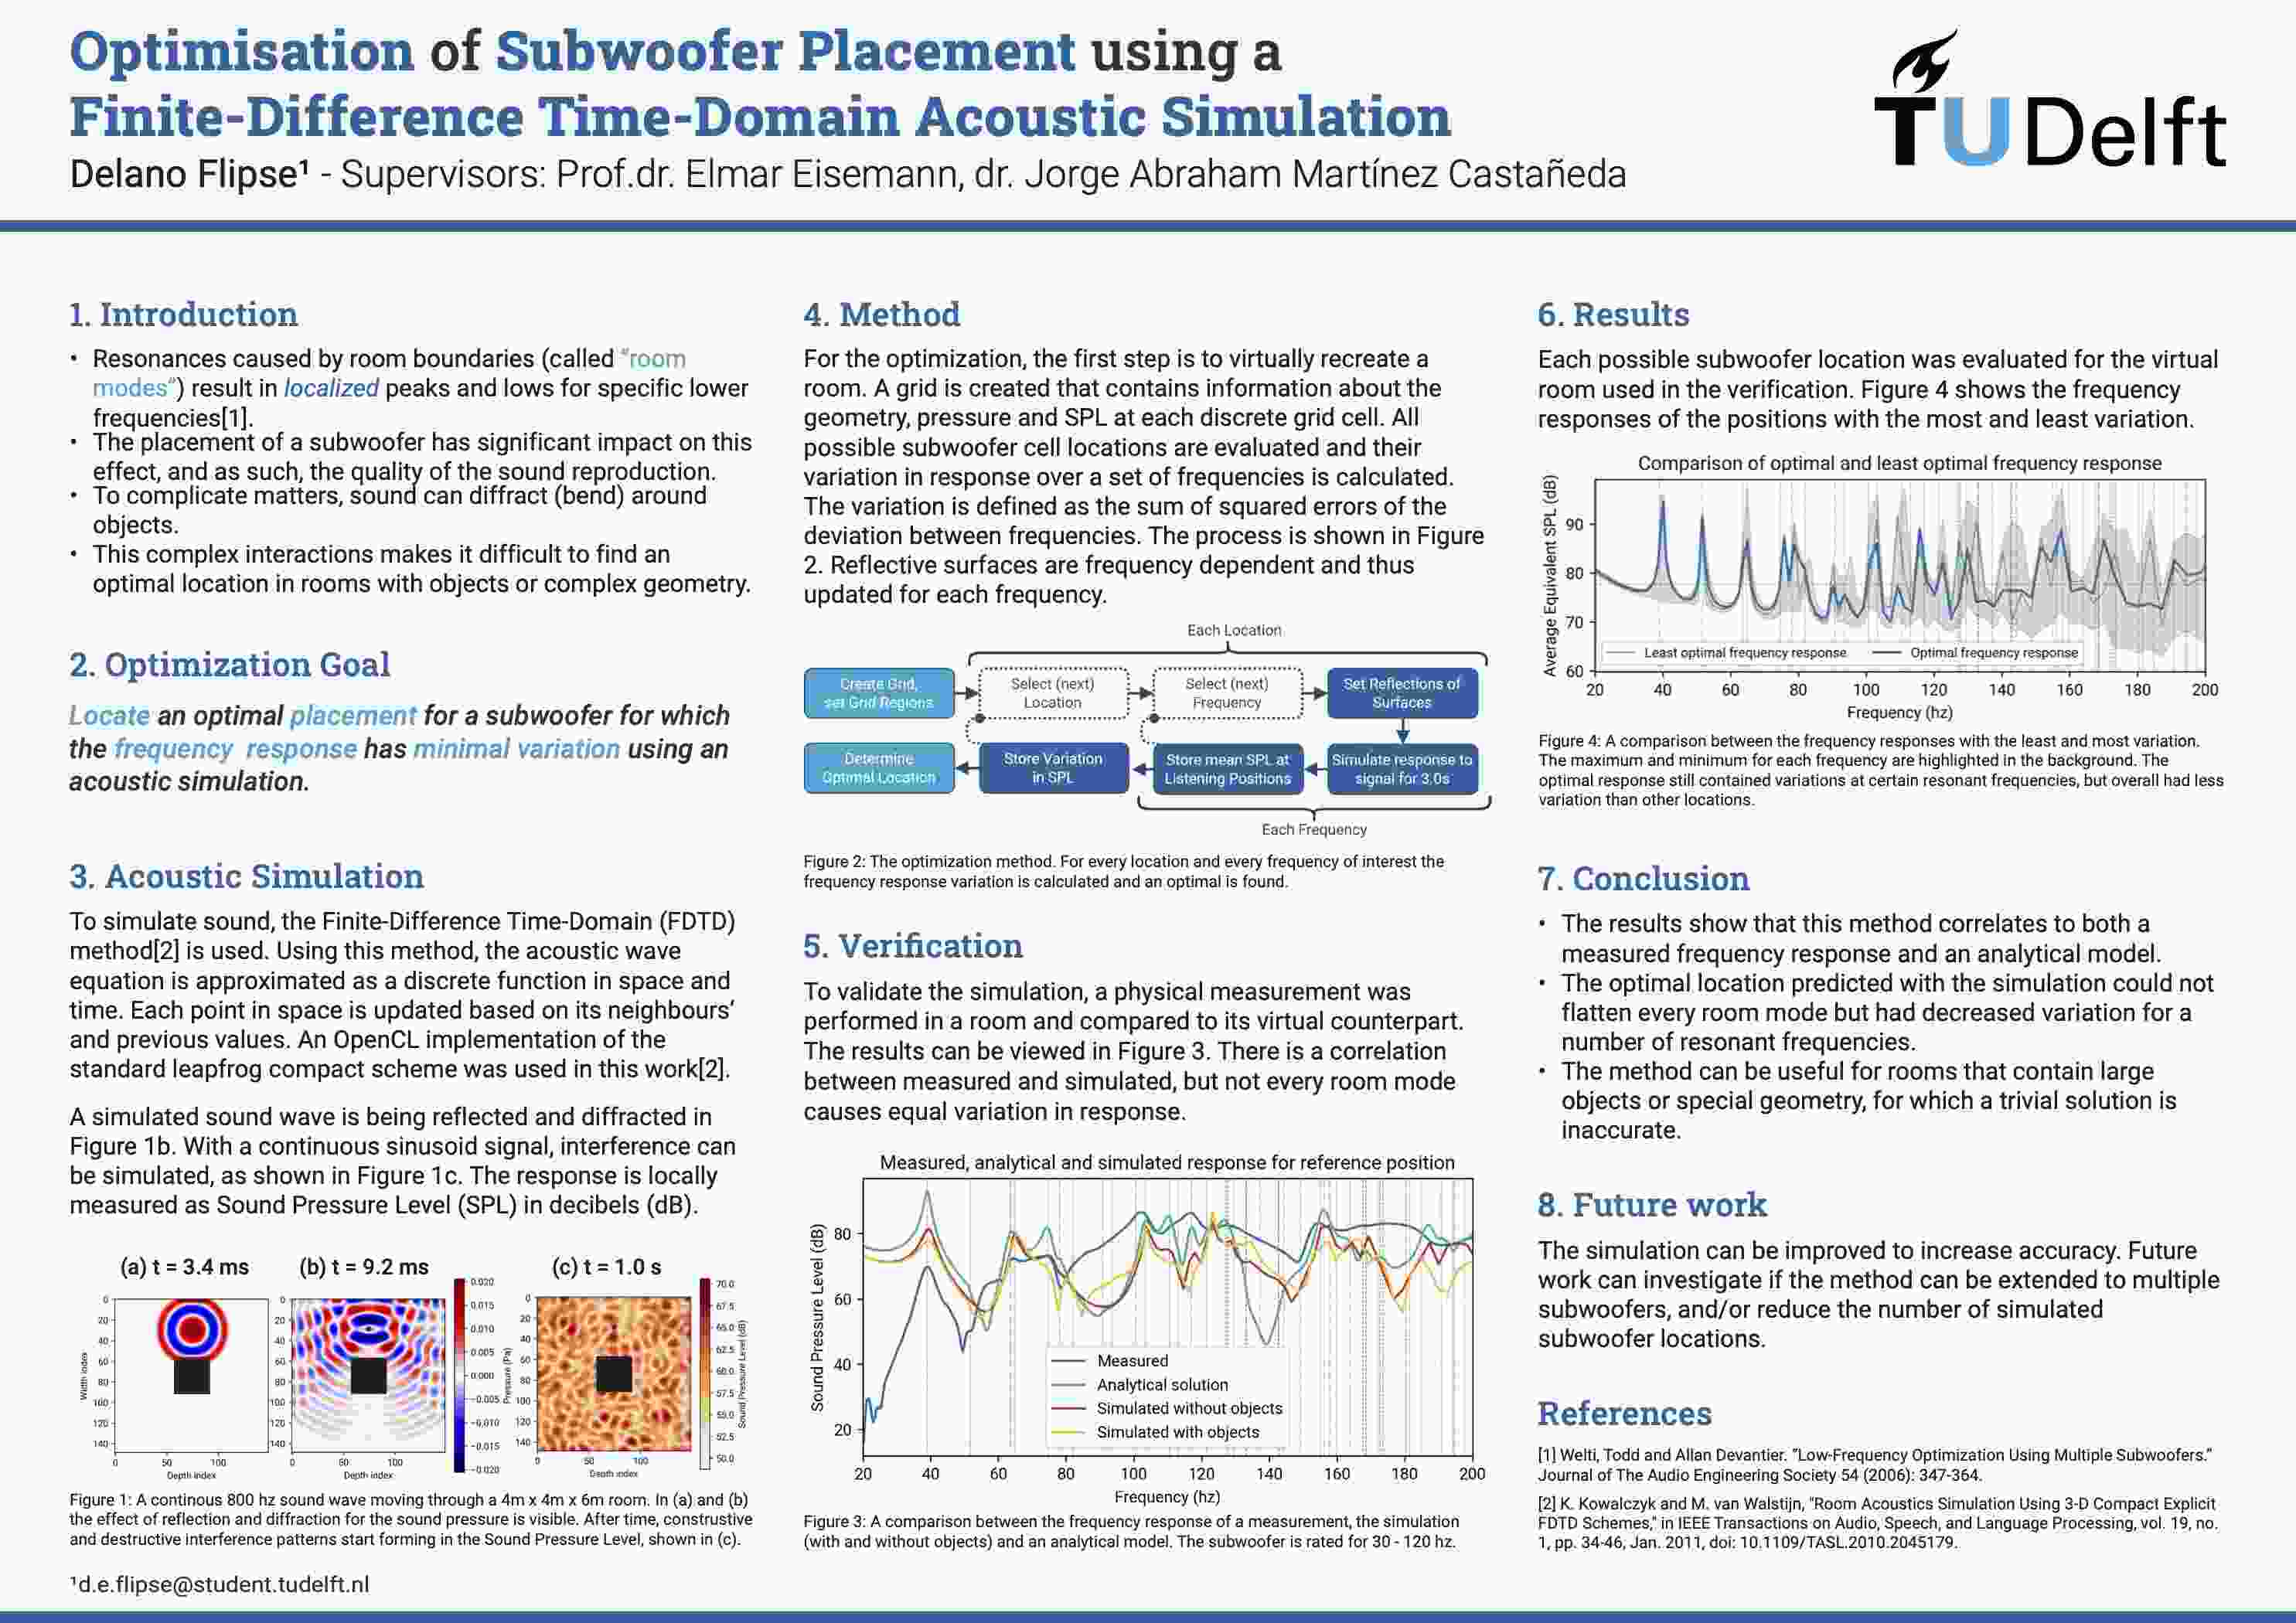 Optimisation of Subwoofer Placement using a
Finite-Difference Time-Domain Acoustic Simulation
Delano Flipse¹ - Supervisors: Prof.dr. Elmar Eisemann, dr. Jorge Abraham Martínez Castañeda
TU Delft
1. Introduction
• Resonances caused by room boundaries (called "room
modes") result in localized peaks and lows for specific lower
frequencies[1].
• The placement of a subwoofer has significant impact on this
effect, and as such, the quality of the sound reproduction.
• To complicate matters, sound can diffract (bend) around
objects.
• This complex interactions makes it difficult to find an
optimal location in rooms with objects or complex geometry.
2. Optimization Goal
Locate an optimal placement for a subwoofer for which
the frequency response has minimal variation using an
acoustic simulation.
3. Acoustic Simulation
To simulate sound, the Finite-Difference Time-Domain (FDTD)
method[2] is used. Using this method, the acoustic wave
equation is approximated as a discrete function in space and
time. Each point in space is updated based on its neighbours'
and previous values. An OpenCL implementation of the
standard leapfrog compact scheme was used in this work[2].
A simulated sound wave is being reflected and diffracted in
Figure 1b. With a continuous sinusoid signal, interference can
be simulated, as shown in Figure 1c. The response is locally
measured as Sound Pressure Level (SPL) in decibels (dB).
(a) t = 3.4 ms
0
20
40
60
80
100
120
140
Width index
0 50 100
Depth index
(b) t = 9.2 ms
0
20
40
60
80
100
120
140
0 50 100
Depth index
0.020
0.015
0.010
0.005
0.000
−0.005
−0.010
−0.015
−0.020
Pressure (Pa)
(c) t = 1.0 s
0
20
40
60
80
100
120
140
0 50 100
Depth index
70.0
67.5
65.0
62.5
60.0
57.5
55.0
52.5
50.0
Sound Pressure Level (dB)
Figure 1: A continous 800 hz sound wave moving through a 4m x 4m x 6m room. In (a) and (b)
the effect of reflection and diffraction for the sound pressure is visible. After time, construstive
and destructive interference patterns start forming in the Sound Pressure Level, shown in (c).
¹d.e.flipse@student.tudelft.nl
4. Method
For the optimization, the first step is to virtually recreate a
room. A grid is created that contains information about the
geometry, pressure and SPL at each discrete grid cell. All
possible subwoofer cell locations are evaluated and their
variation in response over a set of frequencies is calculated.
The variation is defined as the sum of squared errors of the
deviation between frequencies. The process is shown in Figure
2. Reflective surfaces are frequency dependent and thus
updated for each frequency.
Each Location
Create Grid,
set Grid Regions
Select (next)
Location
Select (next)
Frequency
Set Reflections of
Surfaces
Determine
Optimal Location
Store Variation
in SPL
Store mean SPL at
Listening Positions
Simulate response to
signal for 3.0s
Each Frequency
Figure 2: The optimization method. For every location and every frequency of interest the
frequency response variation is calculated and an optimal is found.
5. Verification
To validate the simulation, a physical measurement was
performed in a room and compared to its virtual counterpart.
The results can be viewed in Figure 3. There is a correlation
between measured and simulated, but not every room mode
causes equal variation in response.
Measured, analytical and simulated response for reference position
Sound Pressure Level (dB)
80
60
40
20
Measured
Analytical solution
Simulated without objects
Simulated with objects
20 40 60 80 100 120 140 160 180 200
Frequency (hz)
Figure 3: A comparison between the frequency response of a measurement, the simulation
(with and without objects) and an analytical model. The subwoofer is rated for 30 - 120 hz.
6. Results
Each possible subwoofer location was evaluated for the virtual
room used in the verification. Figure 4 shows the frequency
responses of the positions with the most and least variation.
Comparison of optimal and least optimal frequency response
Average Equivalent SPL (dB)
90
80
70
60
Least optimal frequency response
Optimal frequency response
20 40 60 80 100 120 140 160 180 200
Frequency (hz)
Figure 4: A comparison between the frequency responses with the least and most variation.
The maximum and minimum for each frequency are highlighted in the background. The
optimal response still contained variations at certain resonant frequencies, but overall had less
variation than other locations.
7. Conclusion
• The results show that this method correlates to both a
measured frequency response and an analytical model.
• The optimal location predicted with the simulation could not
flatten every room mode but had decreased variation for a
number of resonant frequencies.
• The method can be useful for rooms that contain large
objects or special geometry, for which a trivial solution is
inaccurate.
8. Future work
The simulation can be improved to increase accuracy. Future
work can investigate if the method can be extended to multiple
subwoofers, and/or reduce the number of simulated
subwoofer locations.
References
[1] Welti, Todd and Allan Devantier. "Low-Frequency Optimization Using Multiple Subwoofers."
Journal of The Audio Engineering Society 54 (2006): 347-364.
[2] K. Kowalczyk and M. van Walstijn, "Room Acoustics Simulation Using 3-D Compact Explicit
FDTD Schemes," in IEEE Transactions on Audio, Speech, and Language Processing, vol. 19, no.
1, pp. 34-46, Jan. 2011, doi: 10.1109/TASL.2010.2045179.